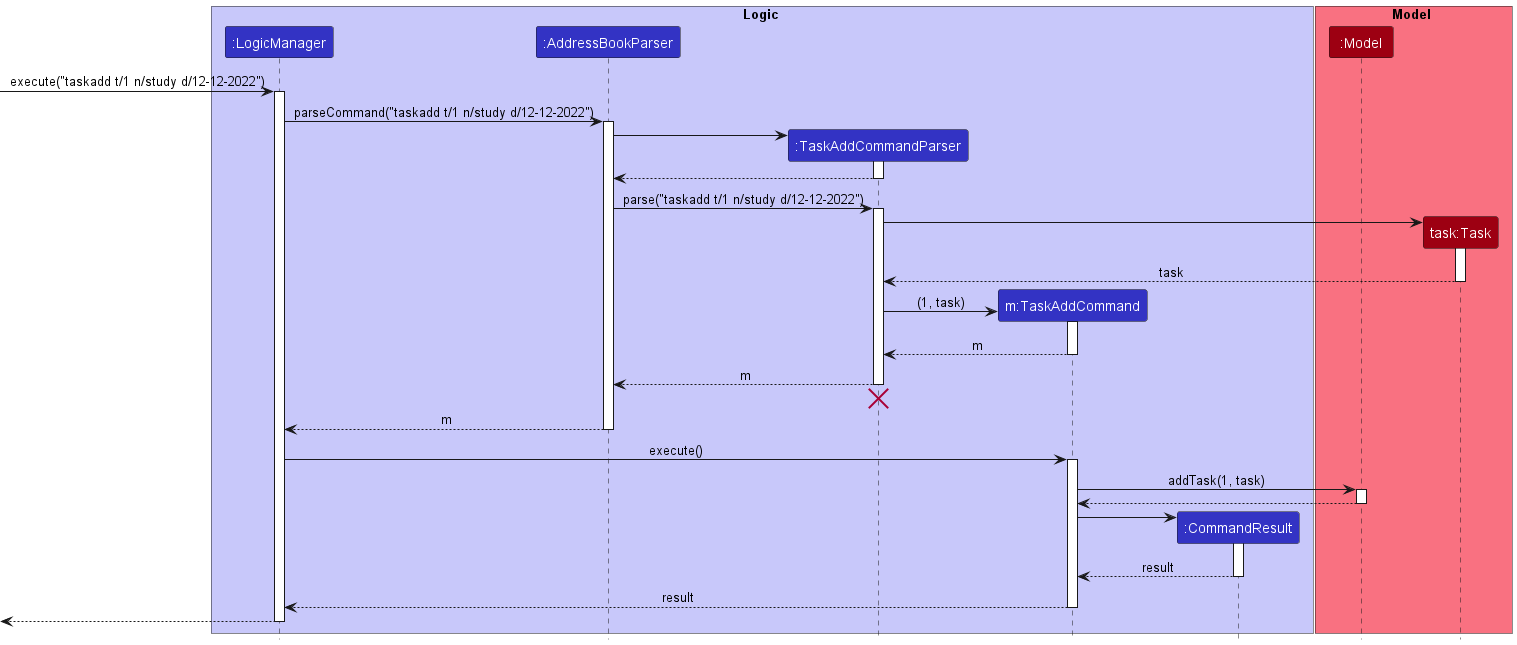 Logic
Model
:LogicManager
:AddressBookParser
:Model
execute("taskadd t/1 n/study d/12-12-2022")
parseCommand("taskadd t/1 n/study d/12-12-2022")
:TaskAddCommandParser
parse("taskadd t/1 n/study d/12-12-2022")
task:Task
task
(1, task)
m:TaskAddCommand
m
m
m
execute()
addTask(1, task)
:CommandResult
result
result